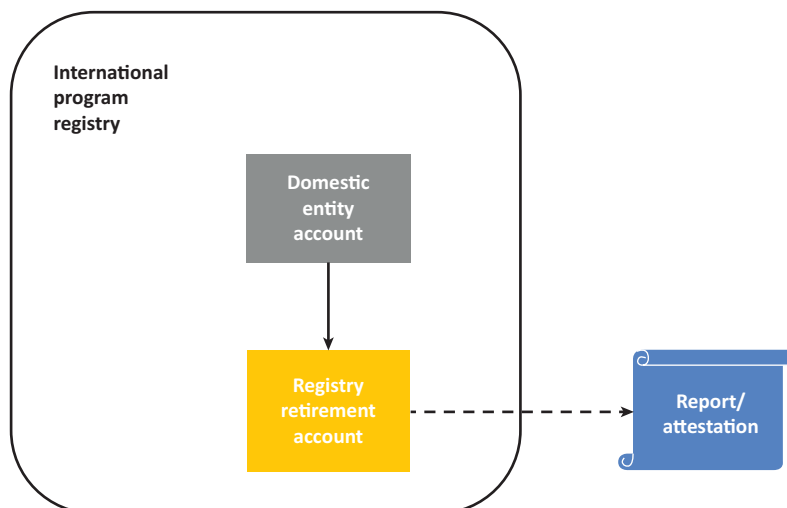 International
program
registry
Domestic
entity
account
Registry
retirement
account
Report/
attestation